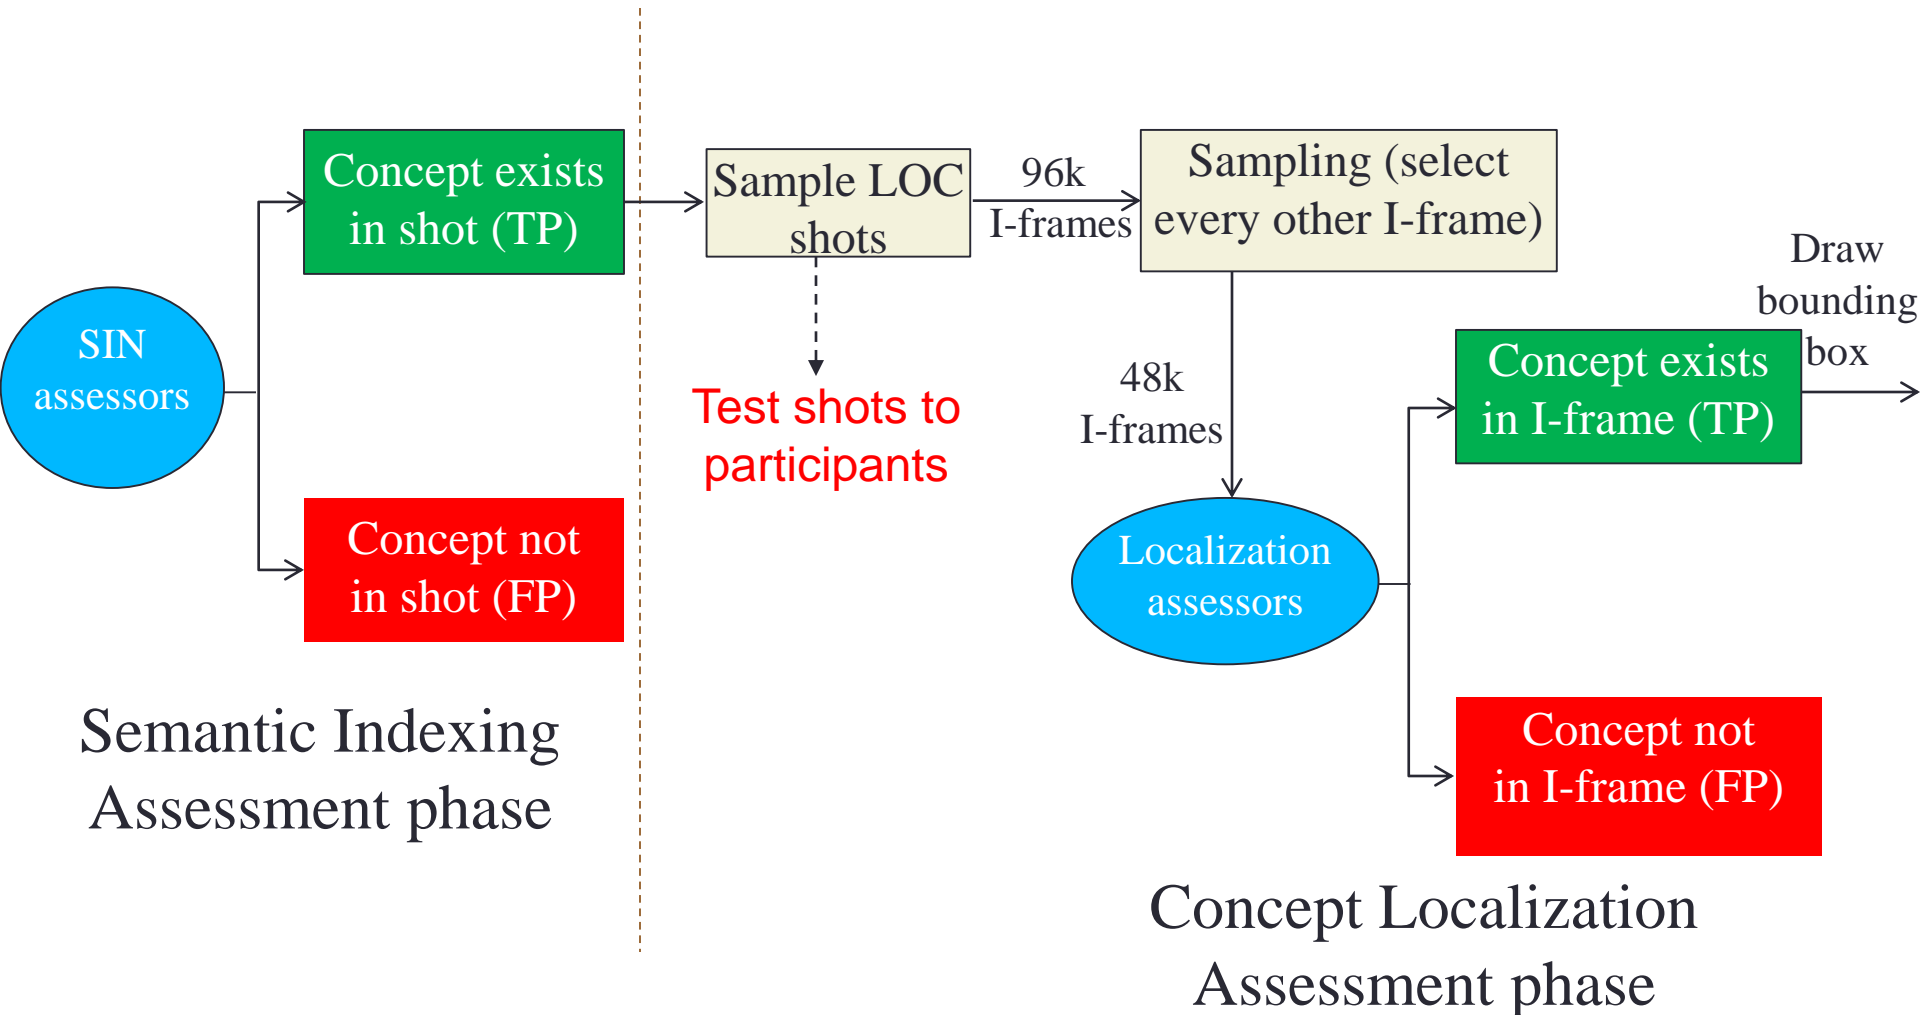 SIN
assessors
Concept exists
in shot (TP)
Concept not
in shot (FP)
Semantic Indexing
Assessment phase
Sample LOC
shots
Test shots to
participants
96k
I-frames
Sampling (select
every other I-frame)
48k
I-frames
Localization
assessors
Concept exists
in I-frame (TP)
Draw
bounding
box
Concept not
in I-frame (FP)
Concept Localization
Assessment phase